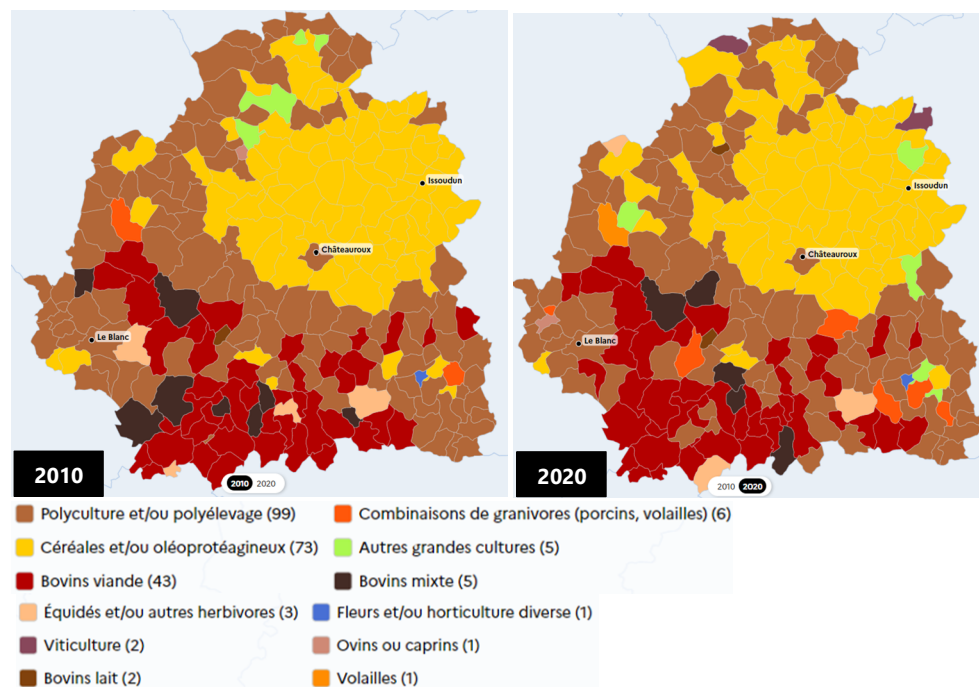 Issoudun
Issoudun
Châteauroux
Châteauroux
Le Blanc
Le Blanc
2010
2010 2020
2020
2010 2020
Polyculture et/ou polyélevage (99)
Combinaisons de granivores (porcins, volailles) (6)
Céréales et/ou oléoprotéagineux (73)
Autres grandes cultures (5)
Bovins viande (43)
Bovins mixte (5)
Équidés et/ou autres herbivores (3)
Fleurs et/ou horticulture diverse (1)
Viticulture (2)
Ovins ou caprins (1)
Bovins lait (2)
Volailles (1)